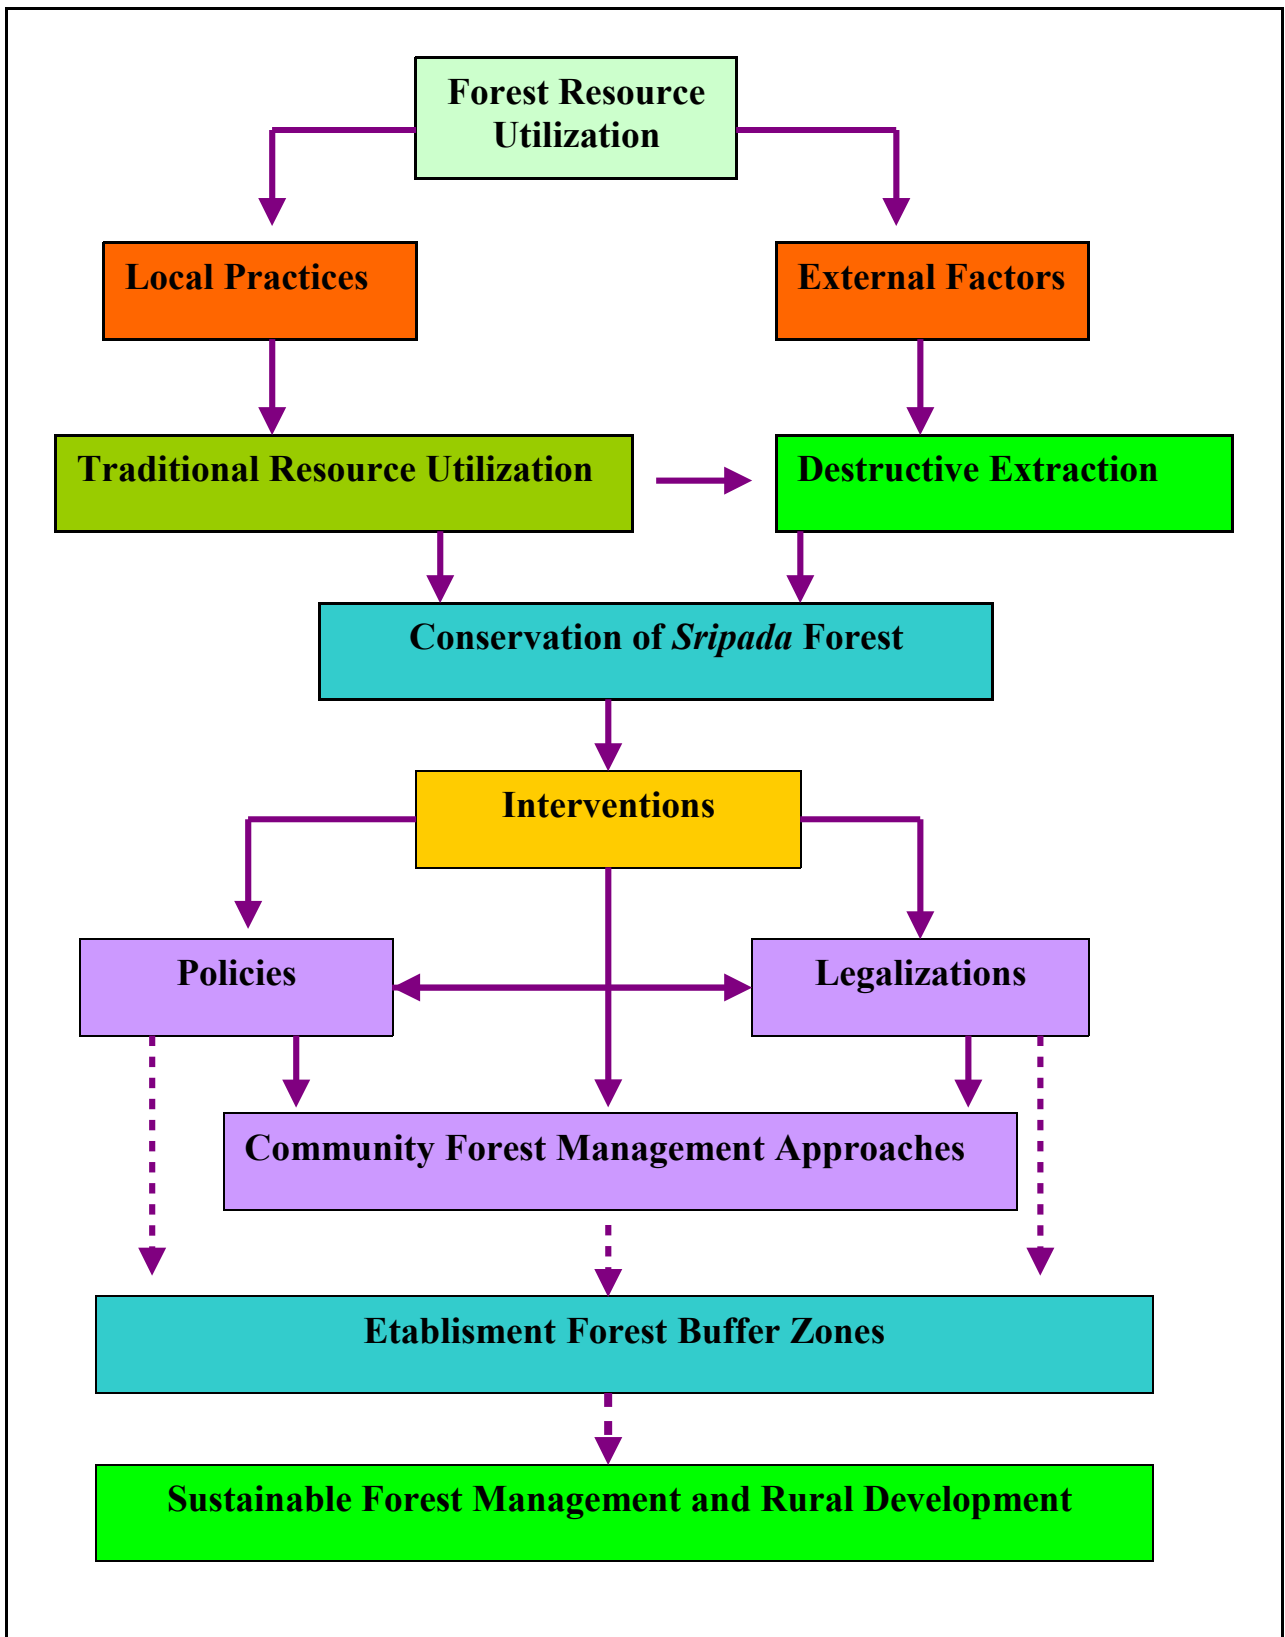 Forest Resource
Utilization
Local Practices
External Factors
Traditional Resource Utilization
Destructive Extraction
Conservation of Sripada Forest
Interventions
Policies
Legalizations
Community Forest Management Approaches
Etablisment Forest Buffer Zones
Sustainable Forest Management and Rural Development